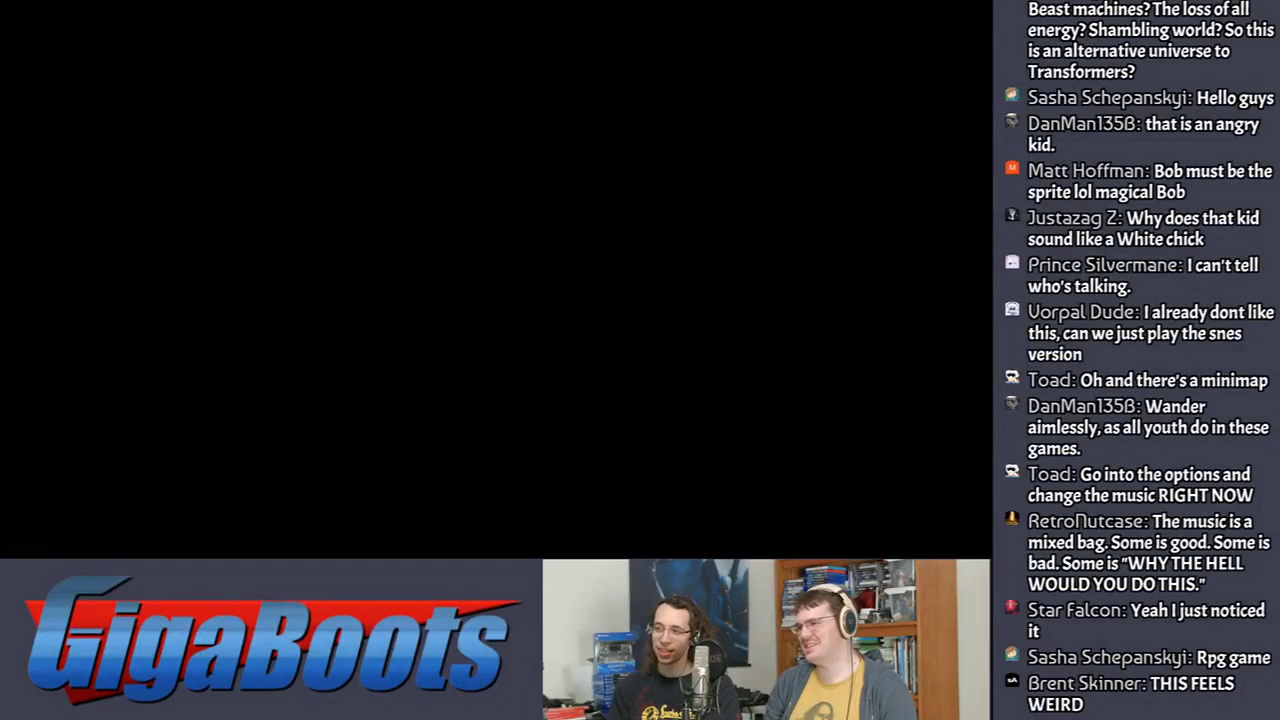 Beast machines? The loss of all
energy? Shambling world? So this
is an alternative universe to
Transformers?
Sasha Schepanskyi: Hello guys
DanMan135B: that is an angry
kid.
Matt Hoffman: Bob must be the
sprite lol magical Bob
Justazag Z: Why does that kid
sound like a White chick
Prince Silvermane: I can't tell
who's talking.
Vorpal Dude: I already dont like
this, can we just play the snes
version
Toad: Oh and there's a minimap
DanMan135B: Wander
aimlessly, as all youth do in these
games.
Toad: Go into the options and
change the music RIGHT NOW
RetroNutcase: The music is a
mixed bag. Some is good. Some is
bad. Some is "WHY THE HELL
WOULD YOU DO THIS."
Star Falcon: Yeah I just noticed
it
Sasha Schepanskyi: Rpg game
Brent Skinner: THIS FEELS
WEIRD
GigaBoots